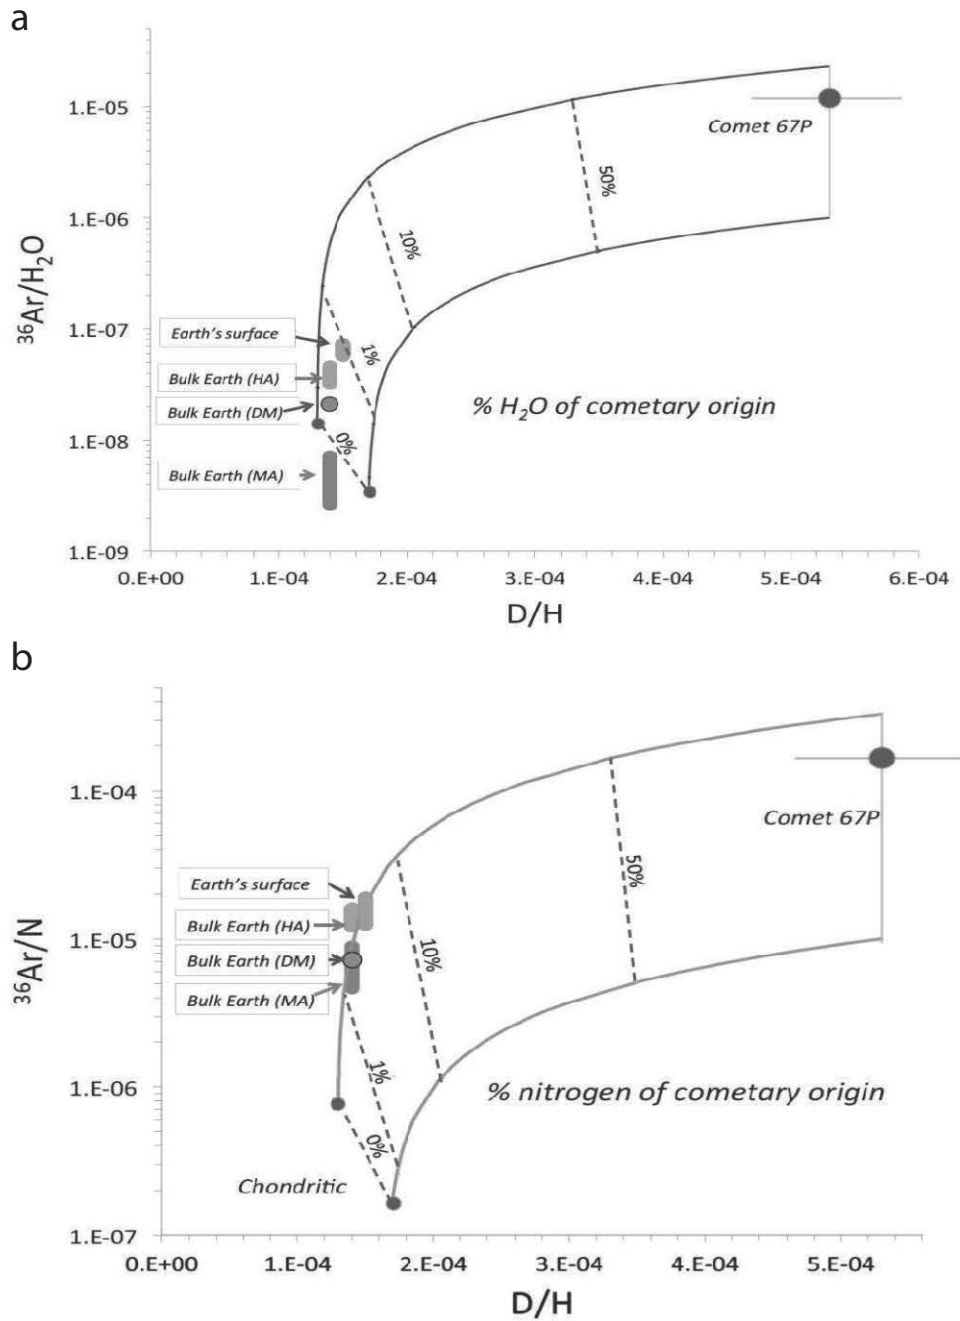 a
1.E-05
Comet 67P
50%
1.E-06
10%
³⁶Ar/H₂O
1.E-07
Earth's surface
1%
Bulk Earth (HA)
% H₂O of cometary origin
Bulk Earth (DM)
0%
1.E-08
Bulk Earth (MA)
1.E-09
0.E+00 1.E-04 2.E-04 3.E-04 4.E-04 5.E-04 6.E-04
D/H
b
1.E-04
Comet 67P
50%
Earth's surface
Bulk Earth (HA)
1.E-05
10%
³⁶Ar/N
Bulk Earth (DM)
Bulk Earth (MA)
1%
1.E-06
% nitrogen of cometary origin
0%
Chondritic
1.E-07
0.E+00 1.E-04 2.E-04 3.E-04 4.E-04 5.E-04
D/H